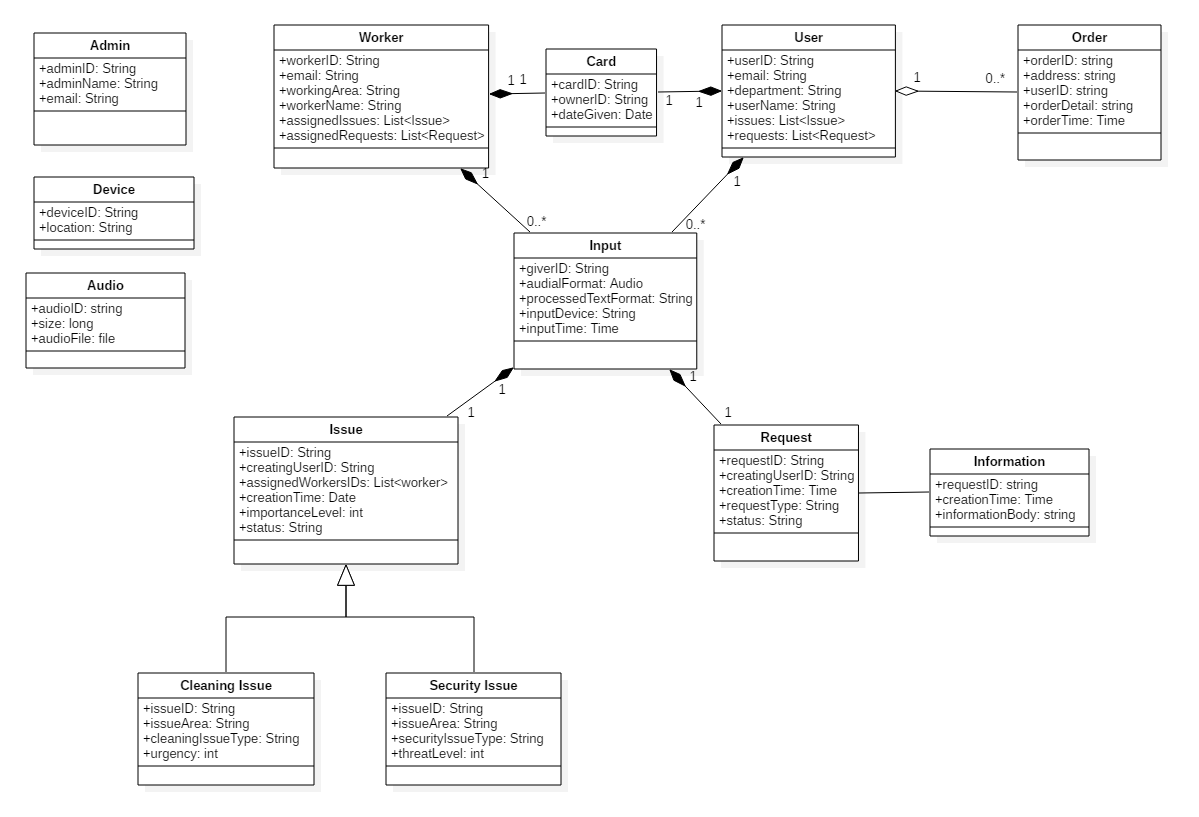 Admin
+adminID: String
+adminName: String
+email: String
Worker
+workerID: String
+email: String
+workingArea: String
+workerName: String
+assignedIssues: List<Issue>
+assignedRequests: List<Request>
1
1
1
0..*
Card
+cardID: String
+ownerID: String
+dateGiven: Date
1
1
User
+userID: String
+email: String
+department: String
+userName: String
+issues: List<Issue>
+requests: List<Request>
1
0..*
1
0..*
Order
+orderID: string
+address: string
+userID: string
+orderDetail: string
+orderTime: Time
Device
+deviceID: String
+location: String
Audio
+audioID: string
+size: long
+audioFile: file
Input
+giverID: String
+audialFormat: Audio
+processedTextFormat: String
+inputDevice: String
+inputTime: Time
1
1
1
1
Issue
+issueID: String
+creatingUserID: String
+assignedWorkersIDs: List<worker>
+creationTime: Date
+importanceLevel: int
+status: String
Request
+requestID: String
+creatingUserID: String
+creationTime: Time
+requestType: String
+status: String
Information
+requestID: string
+creationTime: Time
+informationBody: string
Cleaning Issue
+issueID: String
+issueArea: String
+cleaningIssueType: String
+urgency: int
Security Issue
+issueID: String
+issueArea: String
+securityIssueType: String
+threatLevel: int